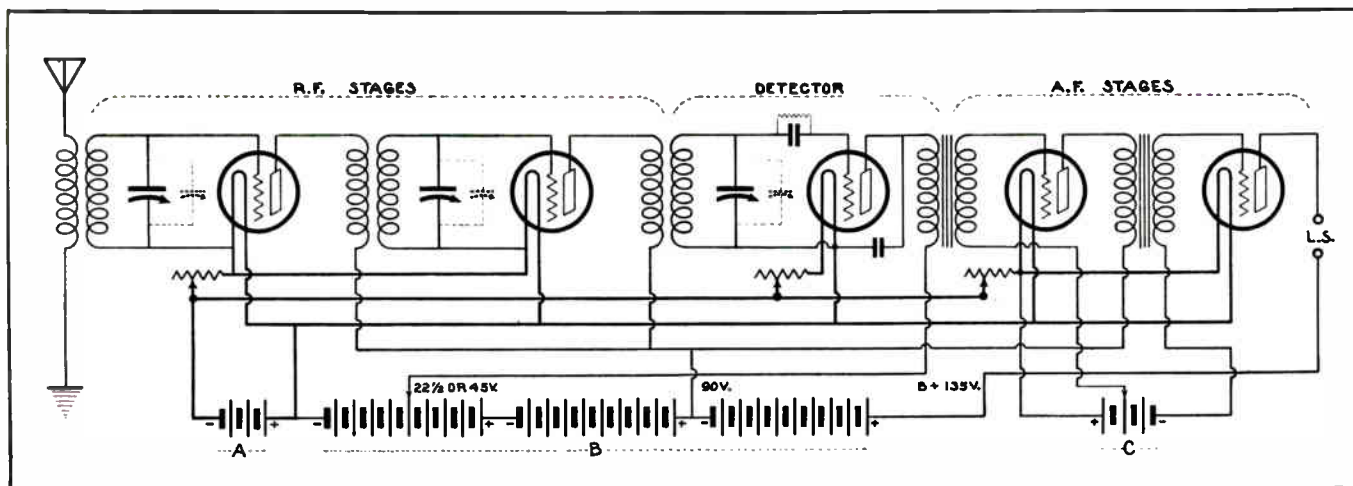 R.F. STAGES
DETECTOR
A.F. STAGES
L.S.
22½ OR 45V.
90V.
B + 135V.
- +
- + - + - +
+ -
A
B
C